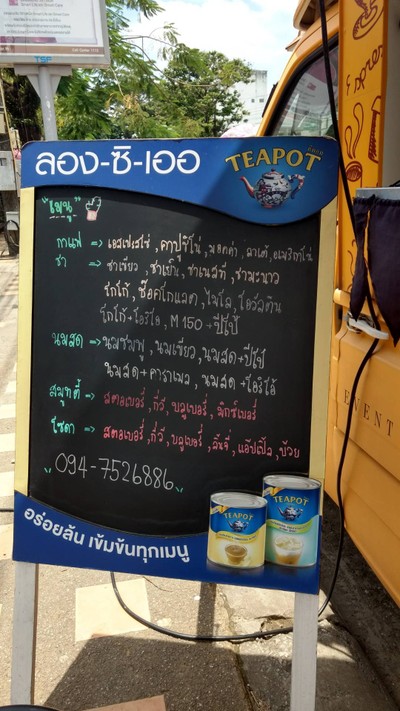 ลอง-ซิ-เออ
TEAPOT
"เมนู"
กาแฟ => เอสเพรสโซ่, คาปูชิโน่, มอคค่า, ลาเต้, อเมริกาโน่
ชา => ชาเขียว, ชาเย็น, ชาเนสที, ชามะนาว
โกโก้, ช็อคโกแลต, ไมโล, โอวัลติน
โกโก้+โอริโอ้, M 150 +ปีโป้
นมสด => นมชมพู, นมเขียว, นมสด+ปีโป้
นมสด+คาราเมล, นมสด+โอริโอ้
สมูทตี้ => สตอเบอรี่, กีวี, บลูเบอรี่, มิกซ์เบอรี่
โซดา => สตอเบอรี่, กีวี, บลูเบอรี่, ลิ้นจี่, แอปเปิ้ล, บ๊วย
"094-7526886"
TEAPOT
TEAPOT
อร่อยล้น เข้มข้นทุกเมนู
EVENT